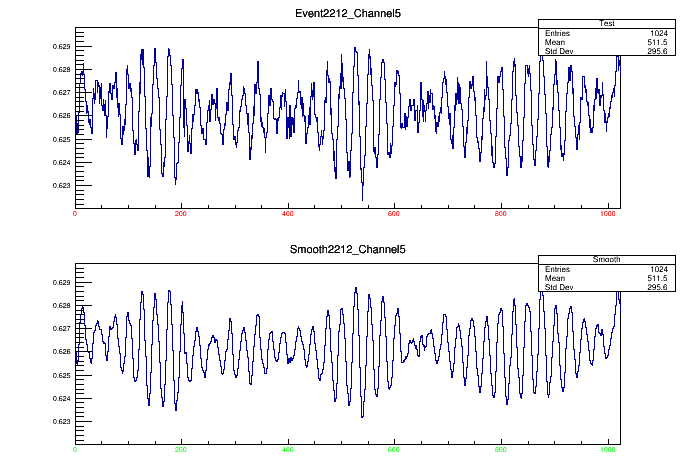 Event2212_Channel5
Test
Entries 1024
Mean 511.5
Std Dev 295.6
0.629
0.628
0.627
0.626
0.625
0.624
0.623
0 200 400 600 800 1000
Smooth2212_Channel5
Smooth
Entries 1024
Mean 511.5
Std Dev 295.6
0.629
0.628
0.627
0.626
0.625
0.624
0.623
0 200 400 600 800 1000